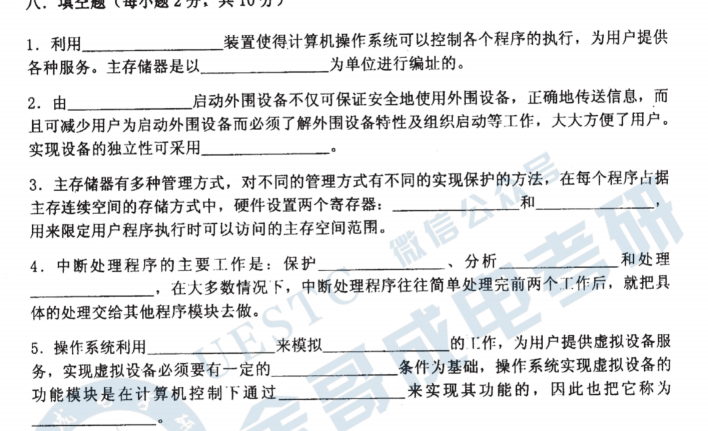 八．填空题（每小题 2 分，共 10 分）
1．利用____________________装置使得计算机操作系统可以控制各个程序的执行，为用户提供
各种服务。主存储器是以__________________为单位进行编址的。
2．由__________________启动外围设备不仅可保证安全地使用外围设备，正确地传送信息，而
且可减少用户为启动外围设备而必须了解外围设备特性及组织启动等工作，大大方便了用户。
实现设备的独立性可采用__________________。
3．主存储器有多种管理方式，对不同的管理方式有不同的实现保护的方法，在每个程序占据
主存连续空间的存储方式中，硬件设置两个寄存器：__________________和_________________，
用来限定用户程序执行时可以访问的主存空间范围。
4．中断处理程序的主要工作是：保护__________________、分析_________________和处理
__________________，在大多数情况下，中断处理程序往往简单处理完前两个工作后，就把具
体的处理交给其他程序模块去做。
5．操作系统利用__________________来模拟__________________的工作，为用户提供虚拟设备服
务，实现虚拟设备必须要有一定的__________________条件为基础，操作系统实现虚拟设备的
功能模块是在计算机控制下通过__________________来实现其功能的，因此也把它称为
__________________。
微信公众号
UESTC
金哥成电考研